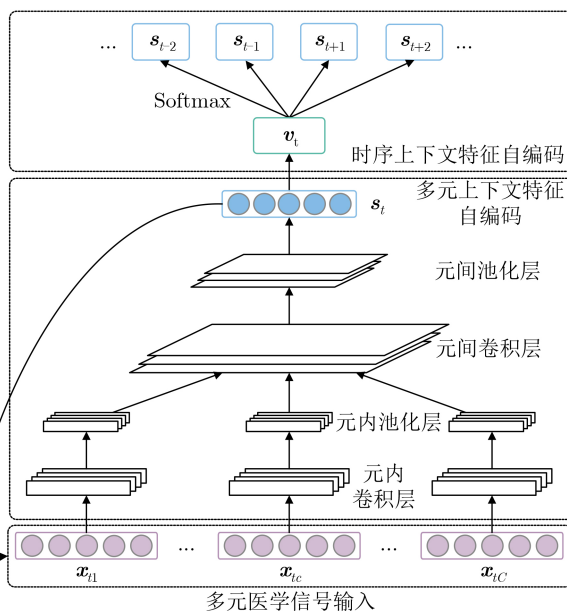 ... s_{t-2} s_{t-1} s_{t+1} s_{t+2} ...
Softmax
v_t
时序上下文特征自编码
多元上下文特征
自编码
s_t
元间池化层
元间卷积层
元内池化层
元内
卷积层
... ...
x_{t1} x_{tc} x_{tC}
多元医学信号输入